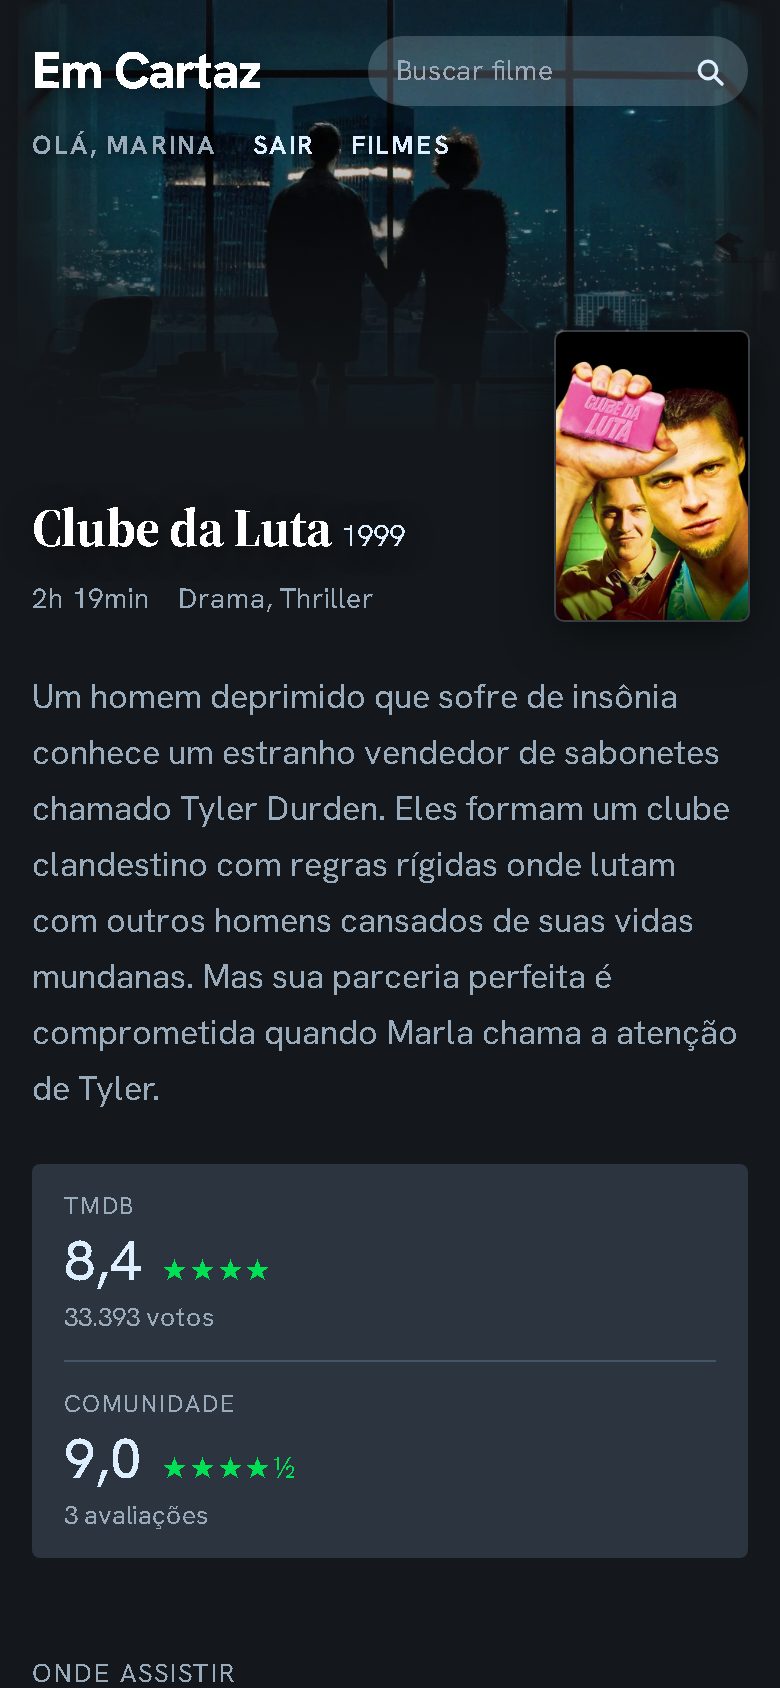 Em Cartaz
Buscar filme
OLÁ, MARINA SAIR FILMES
CLUBE DA
LUTA
Clube da Luta 1999
2h 19min Drama, Thriller
Um homem deprimido que sofre de insônia
conhece um estranho vendedor de sabonetes
chamado Tyler Durden. Eles formam um clube
clandestino com regras rígidas onde lutam
com outros homens cansados de suas vidas
mundanas. Mas sua parceria perfeita é
comprometida quando Marla chama a atenção
de Tyler.
TMDB
8,4 ★★★★
33.393 votos
COMUNIDADE
9,0 ★★★★½
3 avaliações
ONDE ASSISTIR